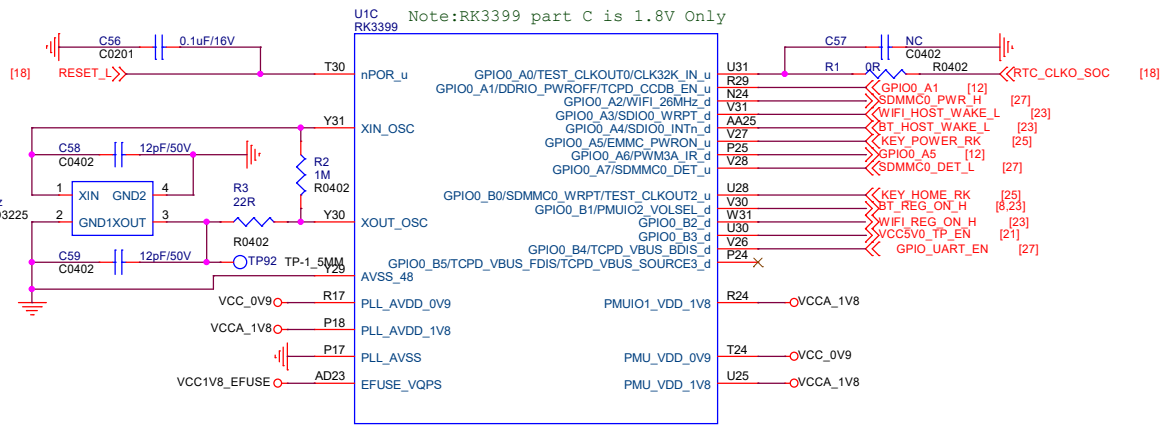 U1C Note:RK3399 part C is 1.8V Only
RK3399
C56 0.1uF/16V
C0201
[18] RESET_L
T30 nPOR_u
Y31 XIN_OSC
C58 12pF/50V
C0402
R2
1M
R0402
1 XIN GND2 4
2 GND1XOUT 3
z
03225
R3
22R
R0402
Y30 XOUT_OSC
C59 12pF/50V
C0402
TP92 TP-1_5MM
Y29 AVSS_48
VCC_0V9 R17 PLL_AVDD_0V9
VCCA_1V8 P18 PLL_AVDD_1V8
P17 PLL_AVSS
VCC1V8_EFUSE AD23 EFUSE_VQPS
C57 NC
C0402
R1 0R R0402
GPIO0_A0/TEST_CLKOUT0/CLK32K_IN_u U31 RTC_CLKO_SOC [18]
GPIO0_A1/DDRIO_PWROFF/TCPD_CCDB_EN_u R29 GPIO0_A1 [12]
GPIO0_A2/WIFI_26MHz_d N24 SDMMC0_PWR_H [27]
GPIO0_A3/SDIO0_WRPT_d V31 WIFI_HOST_WAKE_L [23]
GPIO0_A4/SDIO0_INTn_d AA25 BT_HOST_WAKE_L [23]
GPIO0_A5/EMMC_PWRON_u V27 KEY_POWER_RK [25]
GPIO0_A6/PWM3A_IR_d P25 GPIO0_A5 [12]
GPIO0_A7/SDMMC0_DET_u V28 SDMMC0_DET_L [27]
GPIO0_B0/SDMMC0_WRPT/TEST_CLKOUT2_u U28 KEY_HOME_RK [25]
GPIO0_B1/PMUIO2_VOLSEL_d V30 BT_REG_ON_H [8,23]
GPIO0_B2_d W31 WIFI_REG_ON_H [23]
GPIO0_B3_d U30 VCC5V0_TP_EN [21]
GPIO0_B4/TCPD_VBUS_BDIS_d V26 GPIO_UART_EN [27]
GPIO0_B5/TCPD_VBUS_FDIS/TCPD_VBUS_SOURCE3_d P24
PMUIO1_VDD_1V8 R24 VCCA_1V8
PMU_VDD_0V9 T24 VCC_0V9
PMU_VDD_1V8 U25 VCCA_1V8